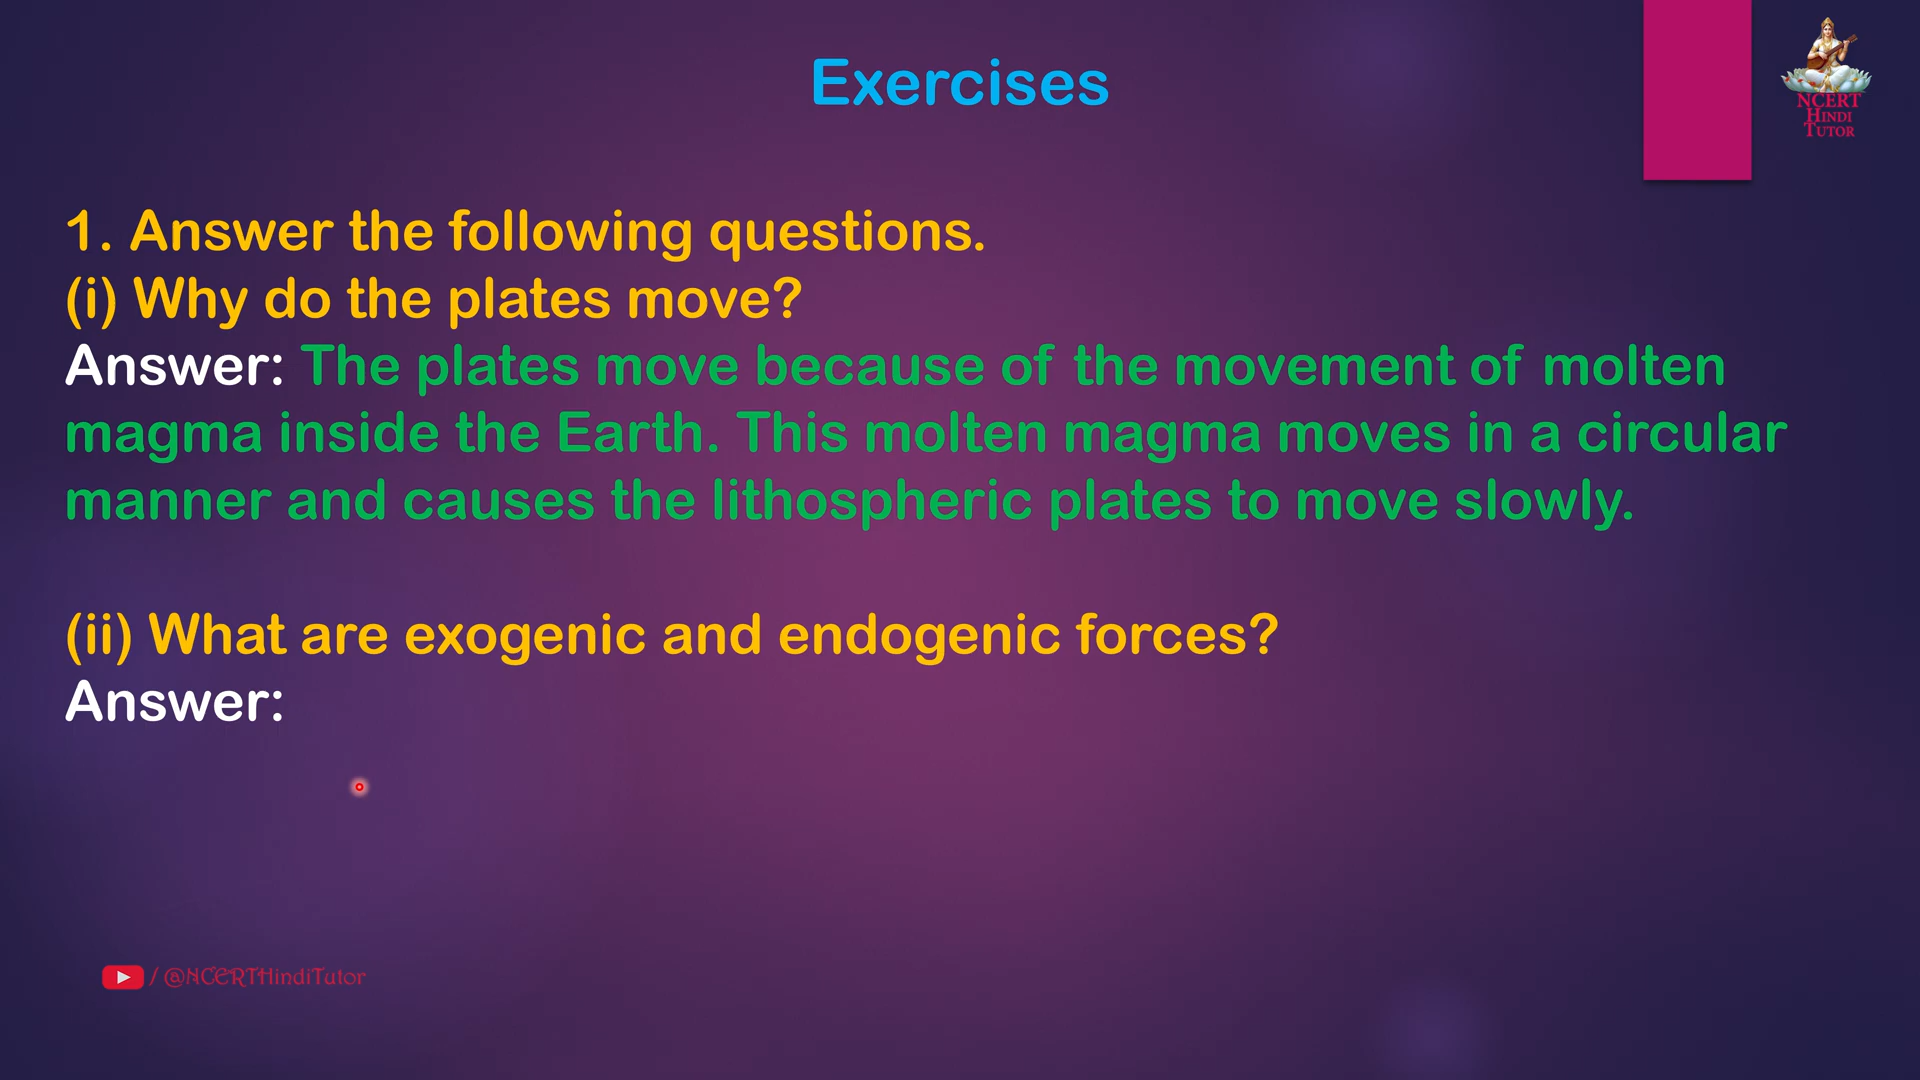 Exercises
NCERT
HINDI
TUTOR
1. Answer the following questions.
(i) Why do the plates move?
Answer: The plates move because of the movement of molten
magma inside the Earth. This molten magma moves in a circular
manner and causes the lithospheric plates to move slowly.
(ii) What are exogenic and endogenic forces?
Answer:
/ @NCERTHindiTutor